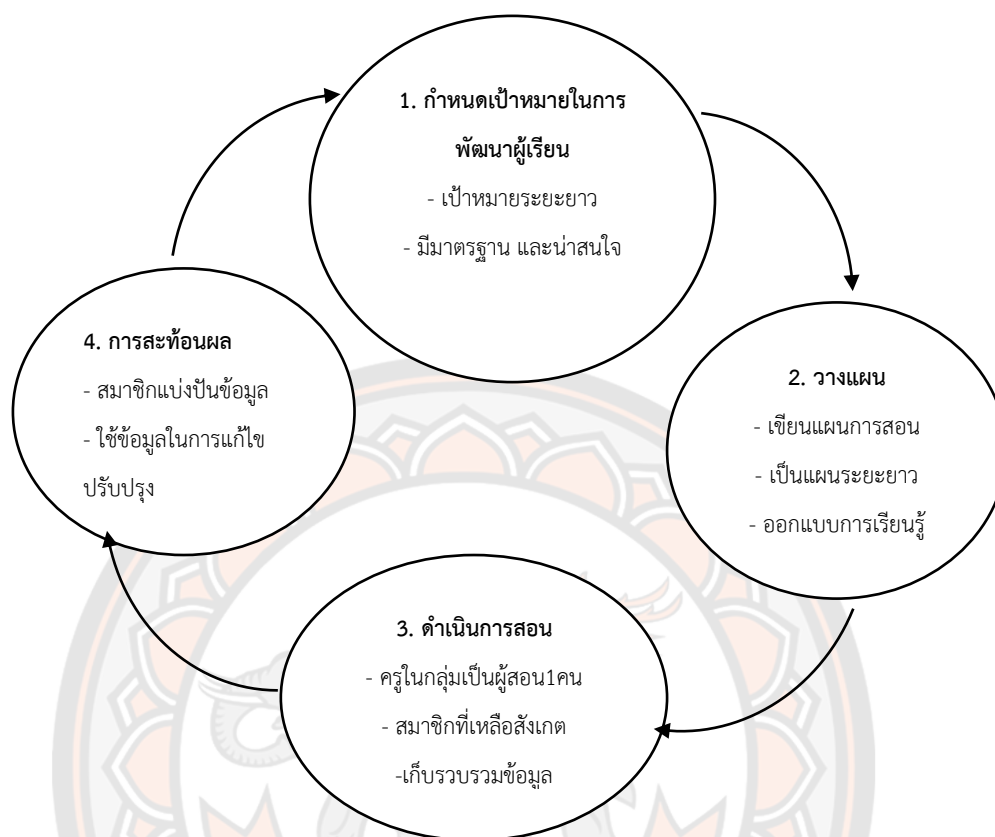 1. กำหนดเป้าหมายในการ
พัฒนาผู้เรียน
- เป้าหมายระยะยาว
- มีมาตรฐาน และน่าสนใจ
2. วางแผน
- เขียนแผนการสอน
- เป็นแผนระยะยาว
- ออกแบบการเรียนรู้
3. ดำเนินการสอน
- ครูในกลุ่มเป็นผู้สอน1คน
- สมาชิกที่เหลือสังเกต
-เก็บรวบรวมข้อมูล
4. การสะท้อนผล
- สมาชิกแบ่งปันข้อมูล
- ใช้ข้อมูลในการแก้ไข
ปรับปรุง